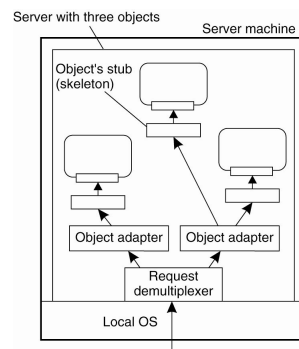 Server with three objects
Server machine
Object's stub
(skeleton)
Object adapter
Object adapter
Request
demultiplexer
Local OS